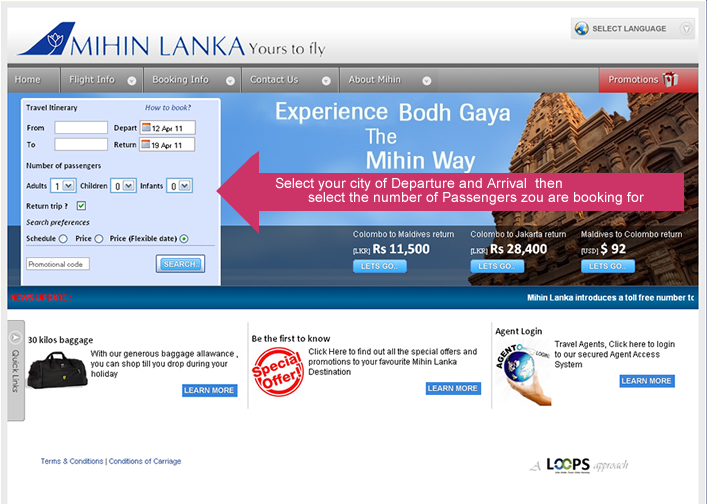 MIHIN LANKA Yours to fly
SELECT LANGUAGE
Home
Flight Info
Booking Info
Contact Us
About Mihin
Promotions
Travel Itinerary
How to book?
From
Depart
12 Apr 11
To
Return
19 Apr 11
Number of passengers
Adults 1 Children 0 Infants 0
Return trip ?
Search preferences
Schedule Price Price (Flexible date)
Promotional code
SEARCH
Experience Bodh Gaya
The
Mihin Way
Select your city of Departure and Arrival then
select the number of Passengers zou are booking for
Colombo to Maldives return
[LKR] Rs 11,500
LETS GO..
Colombo to Jakarta return
[LKR] Rs 28,400
LETS GO..
Maldives to Colombo return
[USD] $ 92
LETS GO..
NEWS UPDATE :
Mihin Lanka introduces a toll free number to
Quick Links
30 kilos baggage
With our generous baggage allawance ,
you can shop till you drop during your
holiday
LEARN MORE
Be the first to know
Special
Offer!
Click Here to find out all the special offers and
promotions to your favourite Mihin Lanka
Destination
LEARN MORE
Agent Login
AGENT
LOGIN
Travel Agents, Click here to login
to our secured Agent Access
System
LEARN MORE
Terms & Conditions | Conditions of Carriage
A LOOPS approach